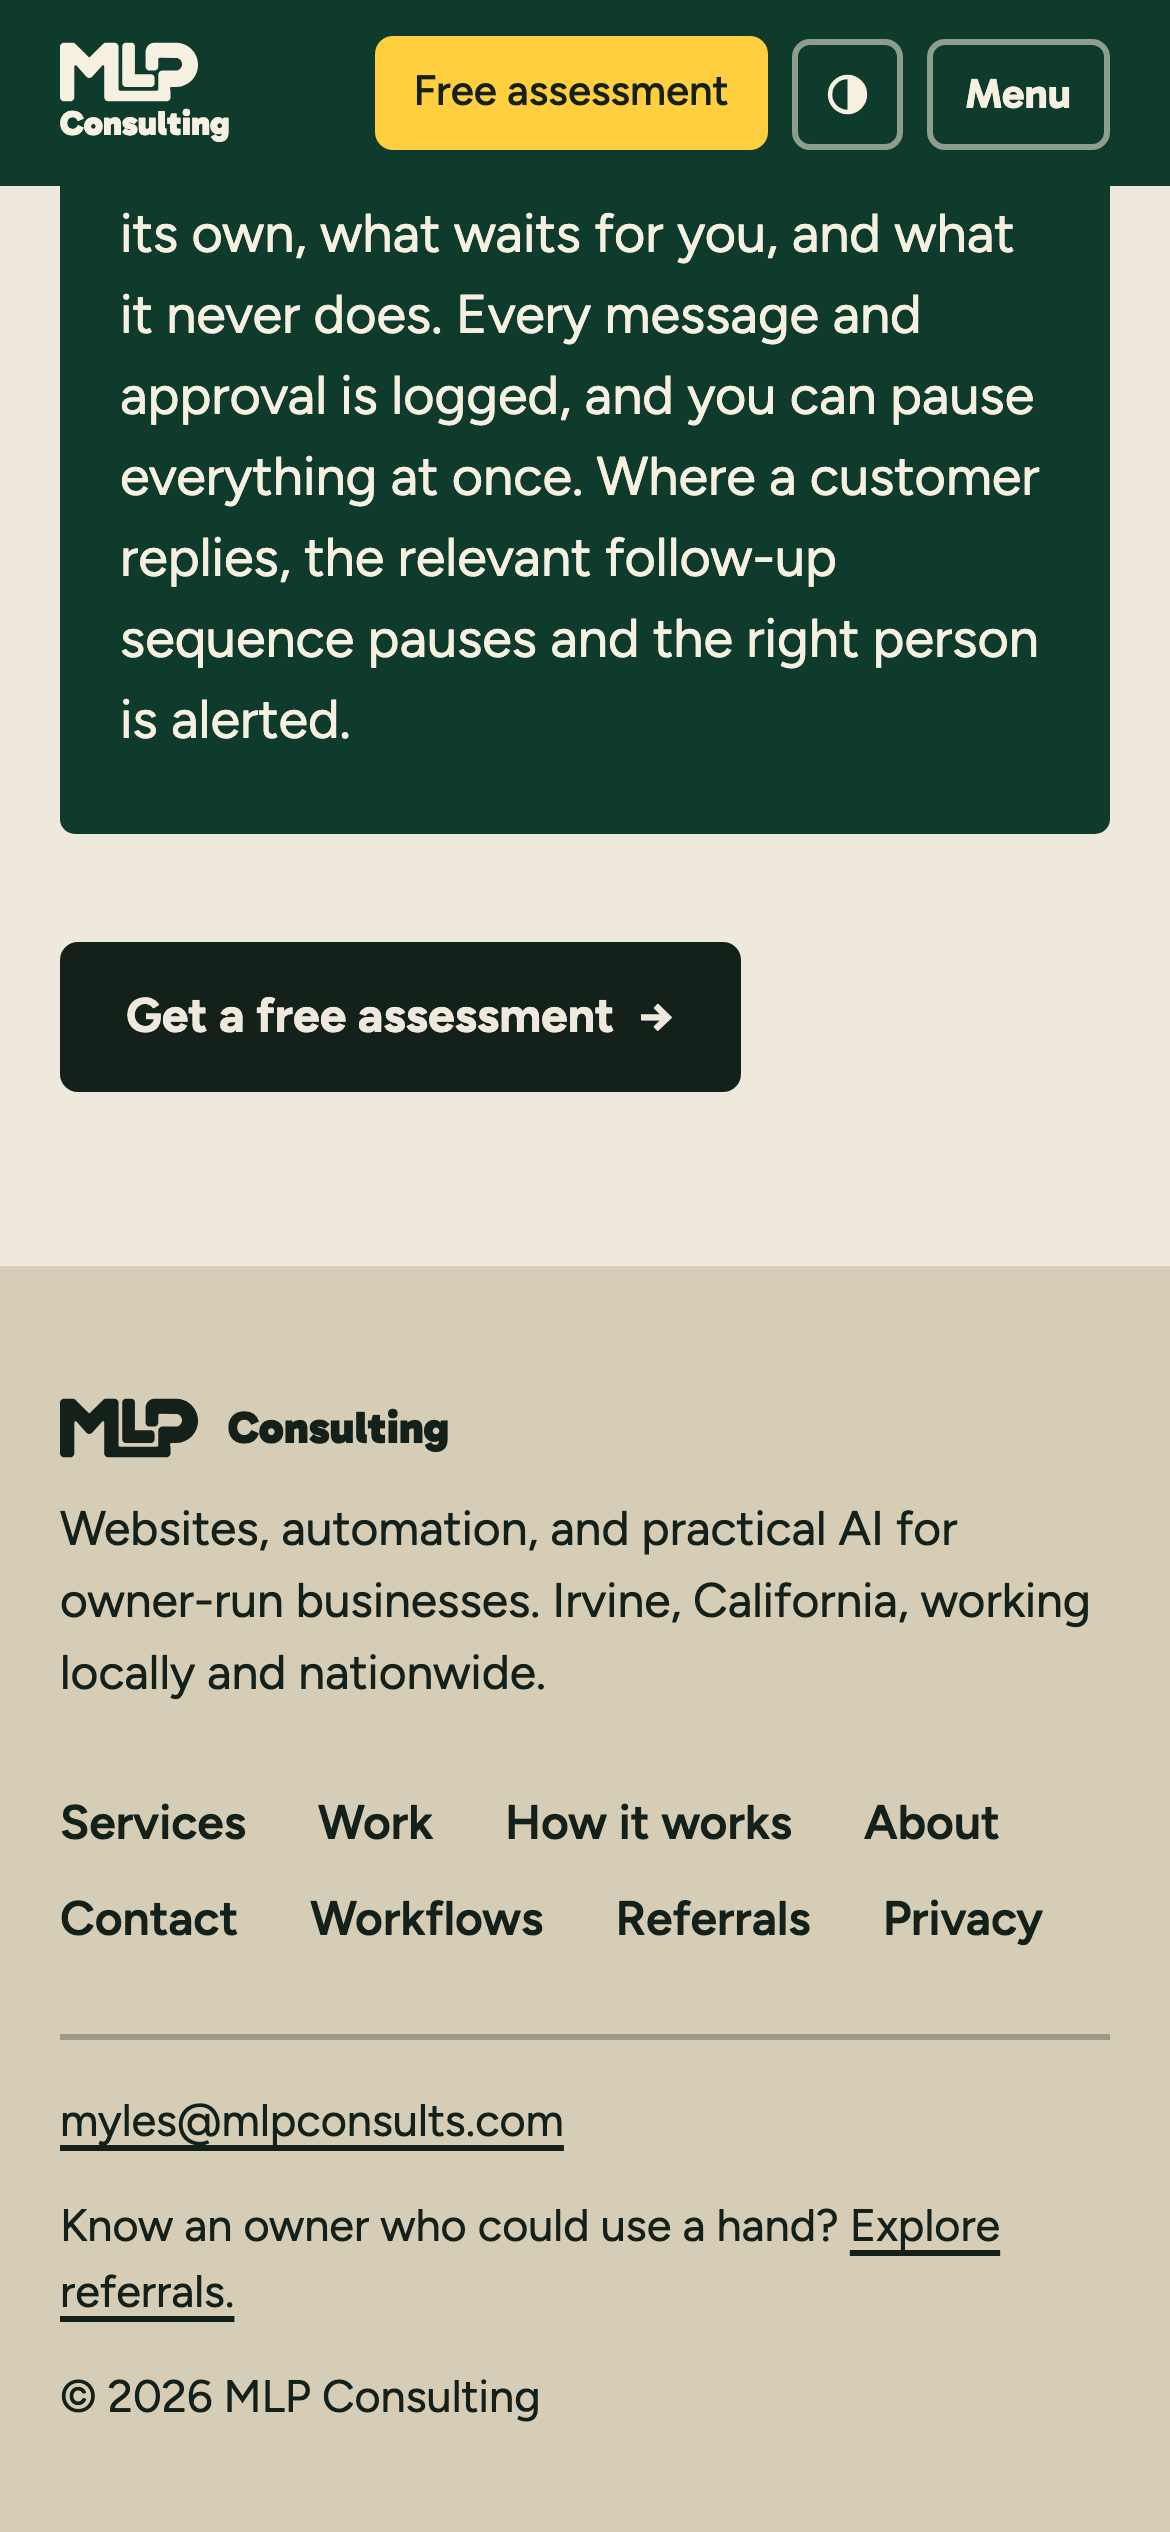 MLP
Consulting
Free assessment
Menu
its own, what waits for you, and what
it never does. Every message and
approval is logged, and you can pause
everything at once. Where a customer
replies, the relevant follow-up
sequence pauses and the right person
is alerted.
Get a free assessment →
MLP Consulting
Websites, automation, and practical AI for
owner-run businesses. Irvine, California, working
locally and nationwide.
Services Work How it works About
Contact Workflows Referrals Privacy
myles@mlpconsults.com
Know an owner who could use a hand? Explore
referrals.
© 2026 MLP Consulting